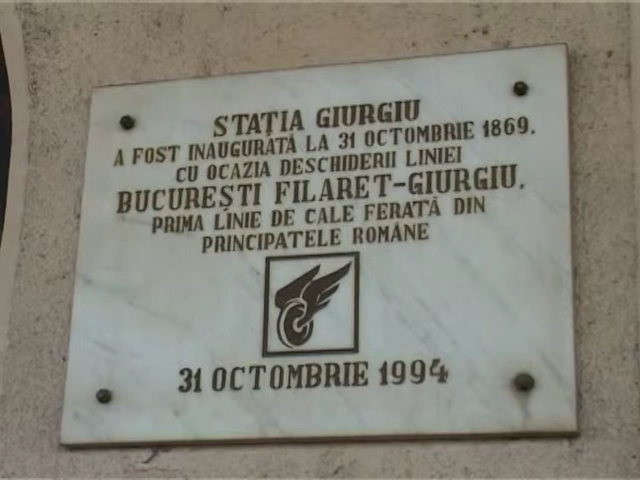 STAȚIA GIURGIU
A FOST INAUGURATĂ LA 31 OCTOMBRIE 1869.
CU OCAZIA DESCHIDERII LINIEI
BUCUREȘTI FILARET-GIURGIU.
PRIMA LINIE DE CALE FERATĂ DIN
PRINCIPATELE ROMÂNE
31 OCTOMBRIE 1994